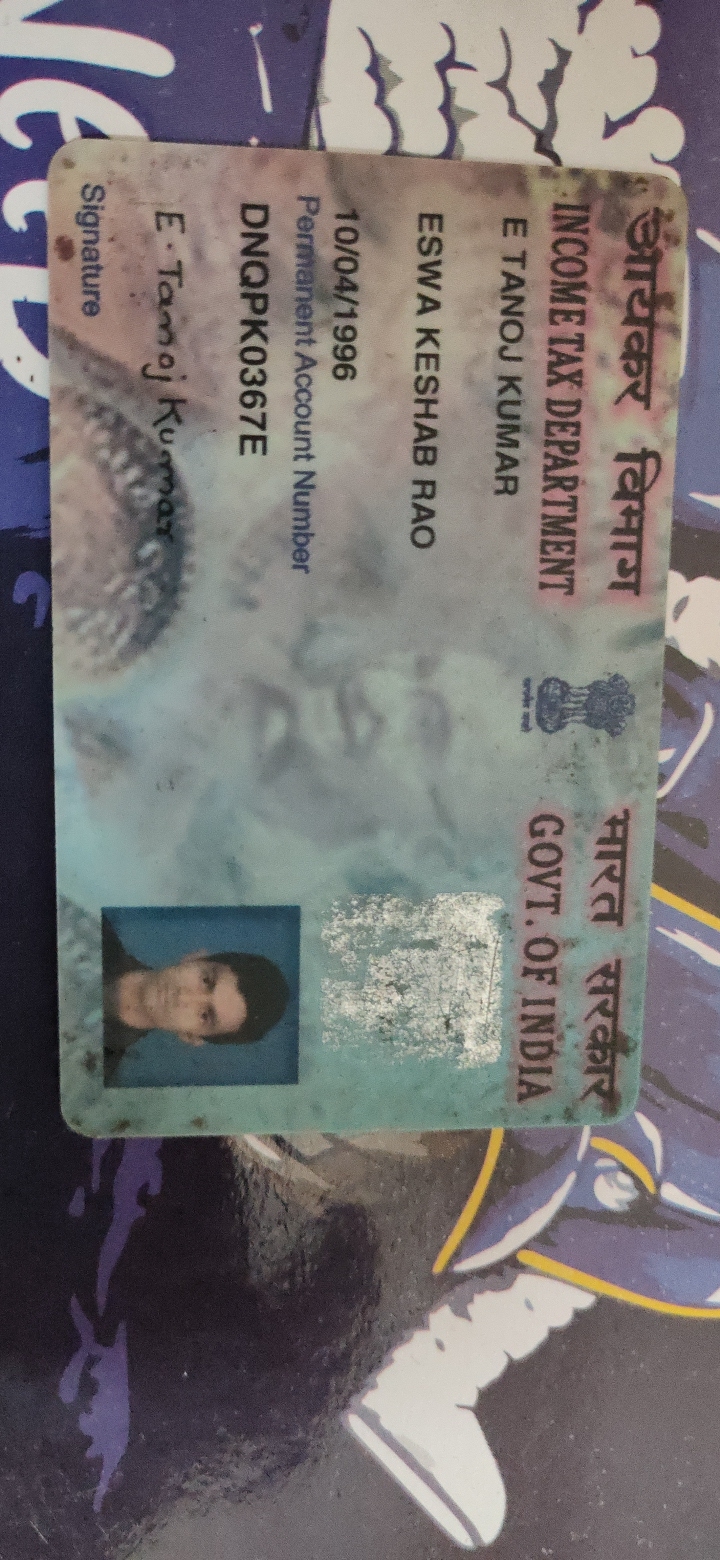 आयकर विभाग
INCOME TAX DEPARTMENT
भारत सरकार
GOVT. OF INDIA
E TANOJ KUMAR
ESWA KESHAB RAO
10/04/1996
Permanent Account Number
DNQPK0367E
E. Tanoj Kumar
Signature